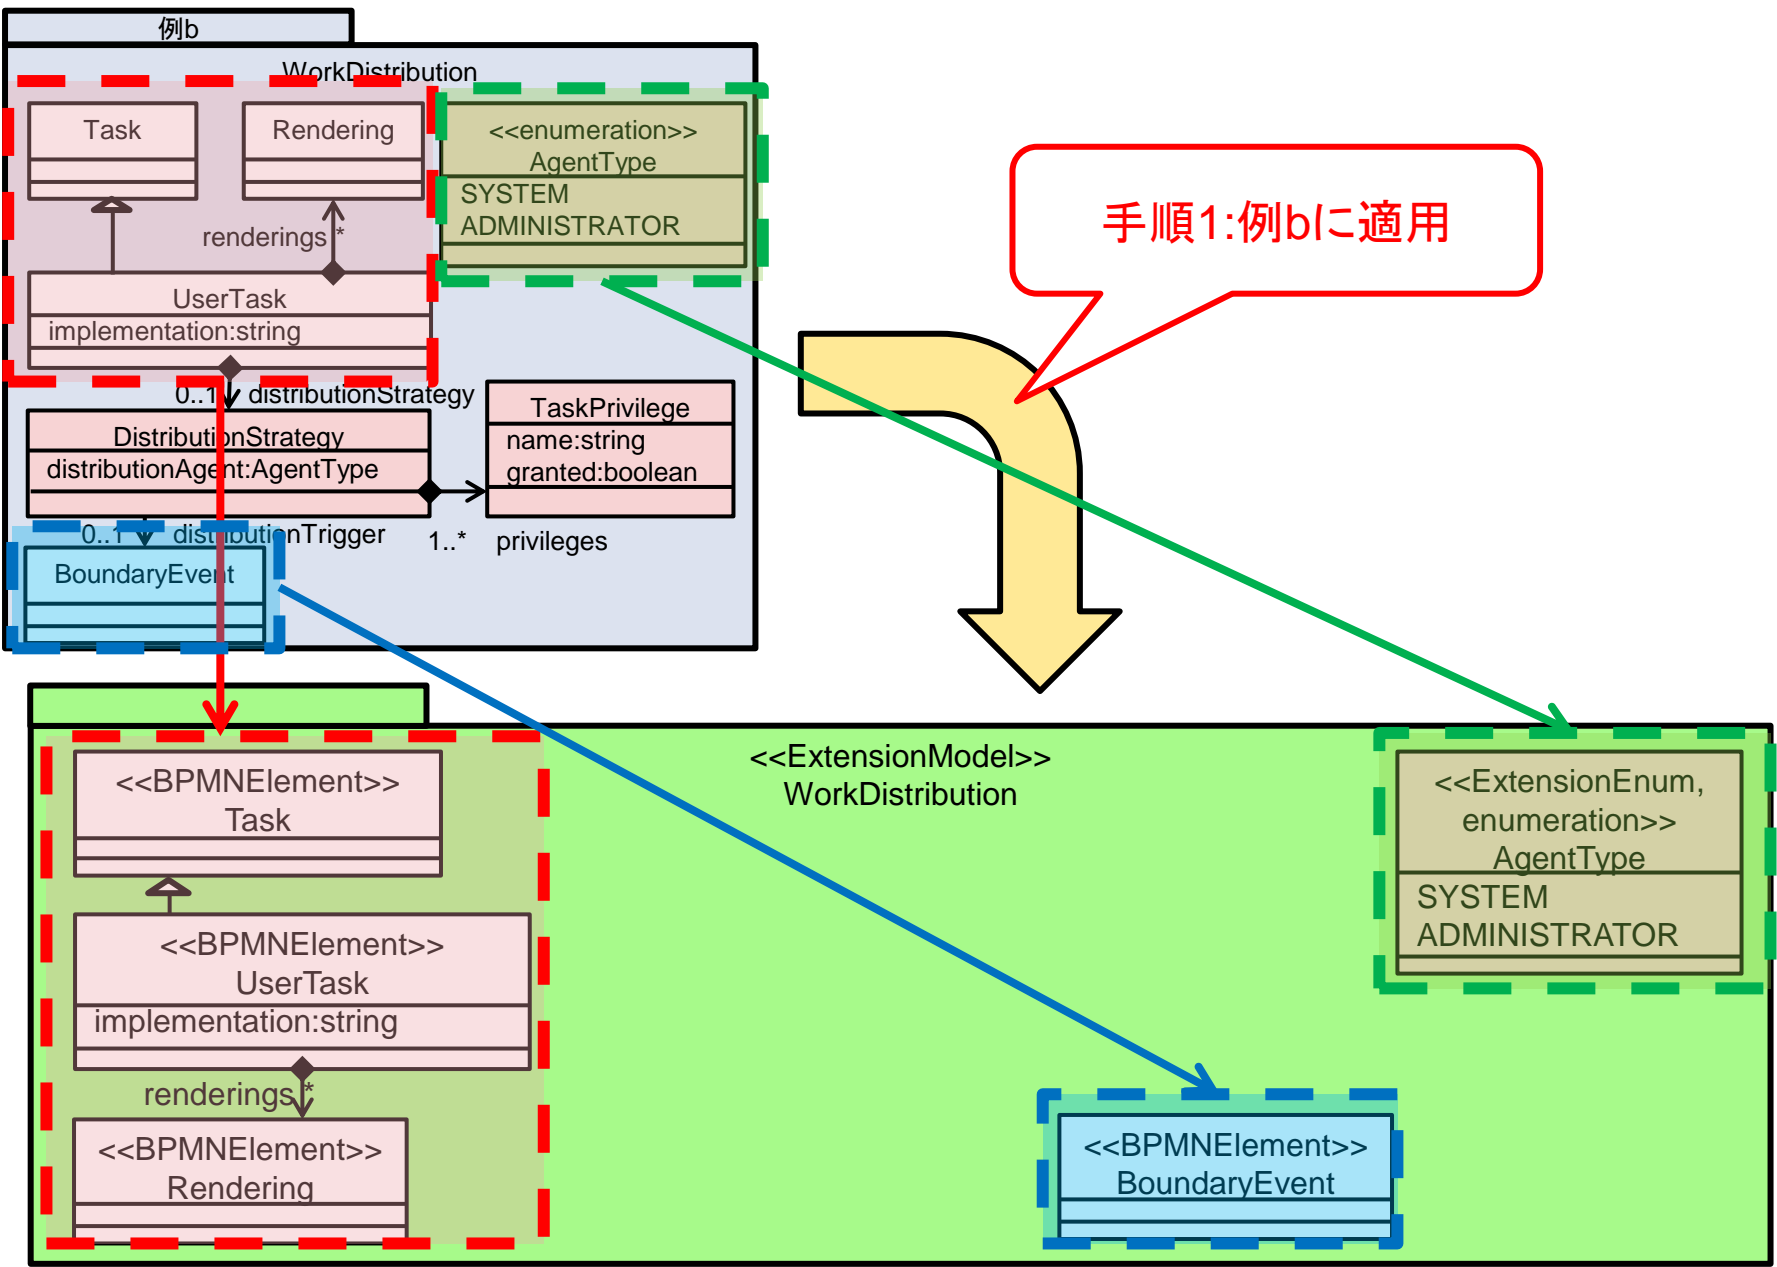 例b
WorkDistribution
Task
Rendering
<<enumeration>>
AgentType
SYSTEM
ADMINISTRATOR
renderings *
UserTask
implementation:string
0..1 distributionStrategy
DistributionStrategy
distributionAgent:AgentType
TaskPrivilege
name:string
granted:boolean
0..1 distributionTrigger
1..* privileges
BoundaryEvent
手順1:例bに適用
<<ExtensionModel>>
WorkDistribution
<<BPMNElement>>
Task
<<BPMNElement>>
UserTask
implementation:string
renderings *
<<BPMNElement>>
Rendering
<<BPMNElement>>
BoundaryEvent
<<ExtensionEnum,
enumeration>>
AgentType
SYSTEM
ADMINISTRATOR